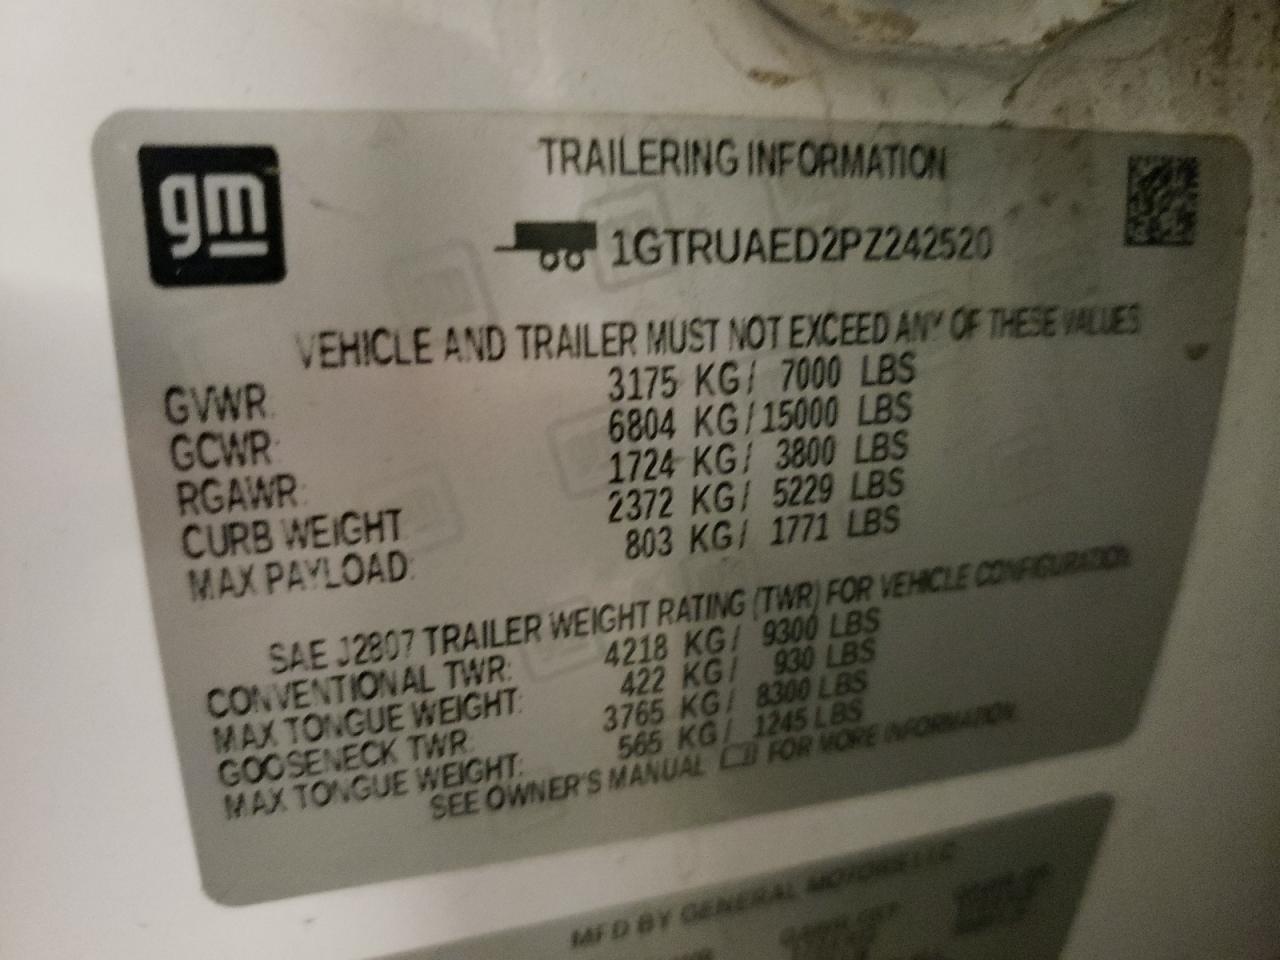 gm
TRAILERING INFORMATION
1GTRUAED2PZ242520
VEHICLE AND TRAILER MUST NOT EXCEED ANY OF THESE VALUES
GVWR: 3175 KG/ 7000 LBS
GCWR: 6804 KG/15000 LBS
RGAWR: 1724 KG/ 3800 LBS
CURB WEIGHT 2372 KG/ 5229 LBS
MAX PAYLOAD: 803 KG/ 1771 LBS
SAE J2807 TRAILER WEIGHT RATING (TWR) FOR VEHICLE CONFIGURATION
CONVENTIONAL TWR: 4218 KG/ 9300 LBS
MAX TONGUE WEIGHT: 422 KG/ 930 LBS
GOOSENECK TWR: 3765 KG/ 8300 LBS
MAX TONGUE WEIGHT: 565 KG/ 1245 LBS
SEE OWNER'S MANUAL FOR MORE INFORMATION
MFD BY GENERAL MOTORS LLC